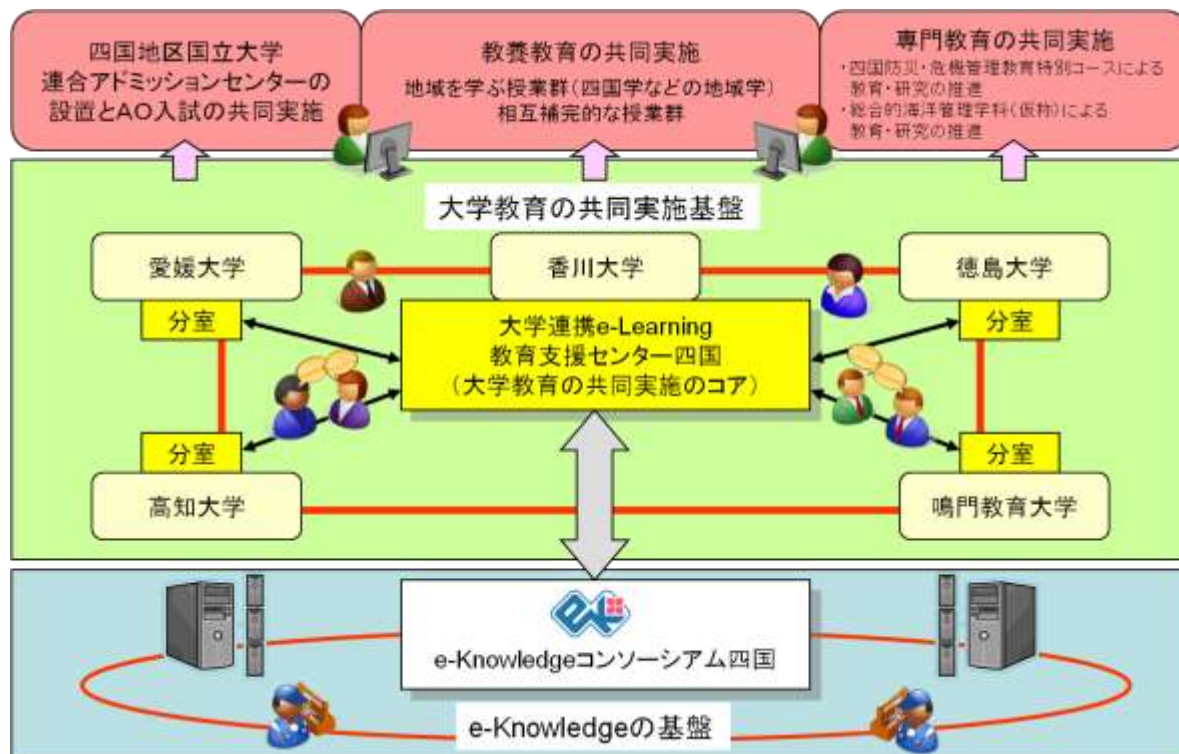 四国地区国立大学
連合アドミッションセンターの
設置とAO入試の共同実施
教養教育の共同実施
地域を学ぶ授業群(四国学などの地域学)
相互補完的な授業群
専門教育の共同実施
・四国防災・危機管理教育特別コースによる
教育・研究の推進
・総合的海洋管理学科(仮称)による
教育・研究の推進
大学教育の共同実施基盤
愛媛大学
香川大学
徳島大学
分室
大学連携e-Learning
教育支援センター四国
(大学教育の共同実施のコア)
分室
分室
分室
高知大学
鳴門教育大学
e-Knowledgeコンソーシアム四国
e-Knowledgeの基盤